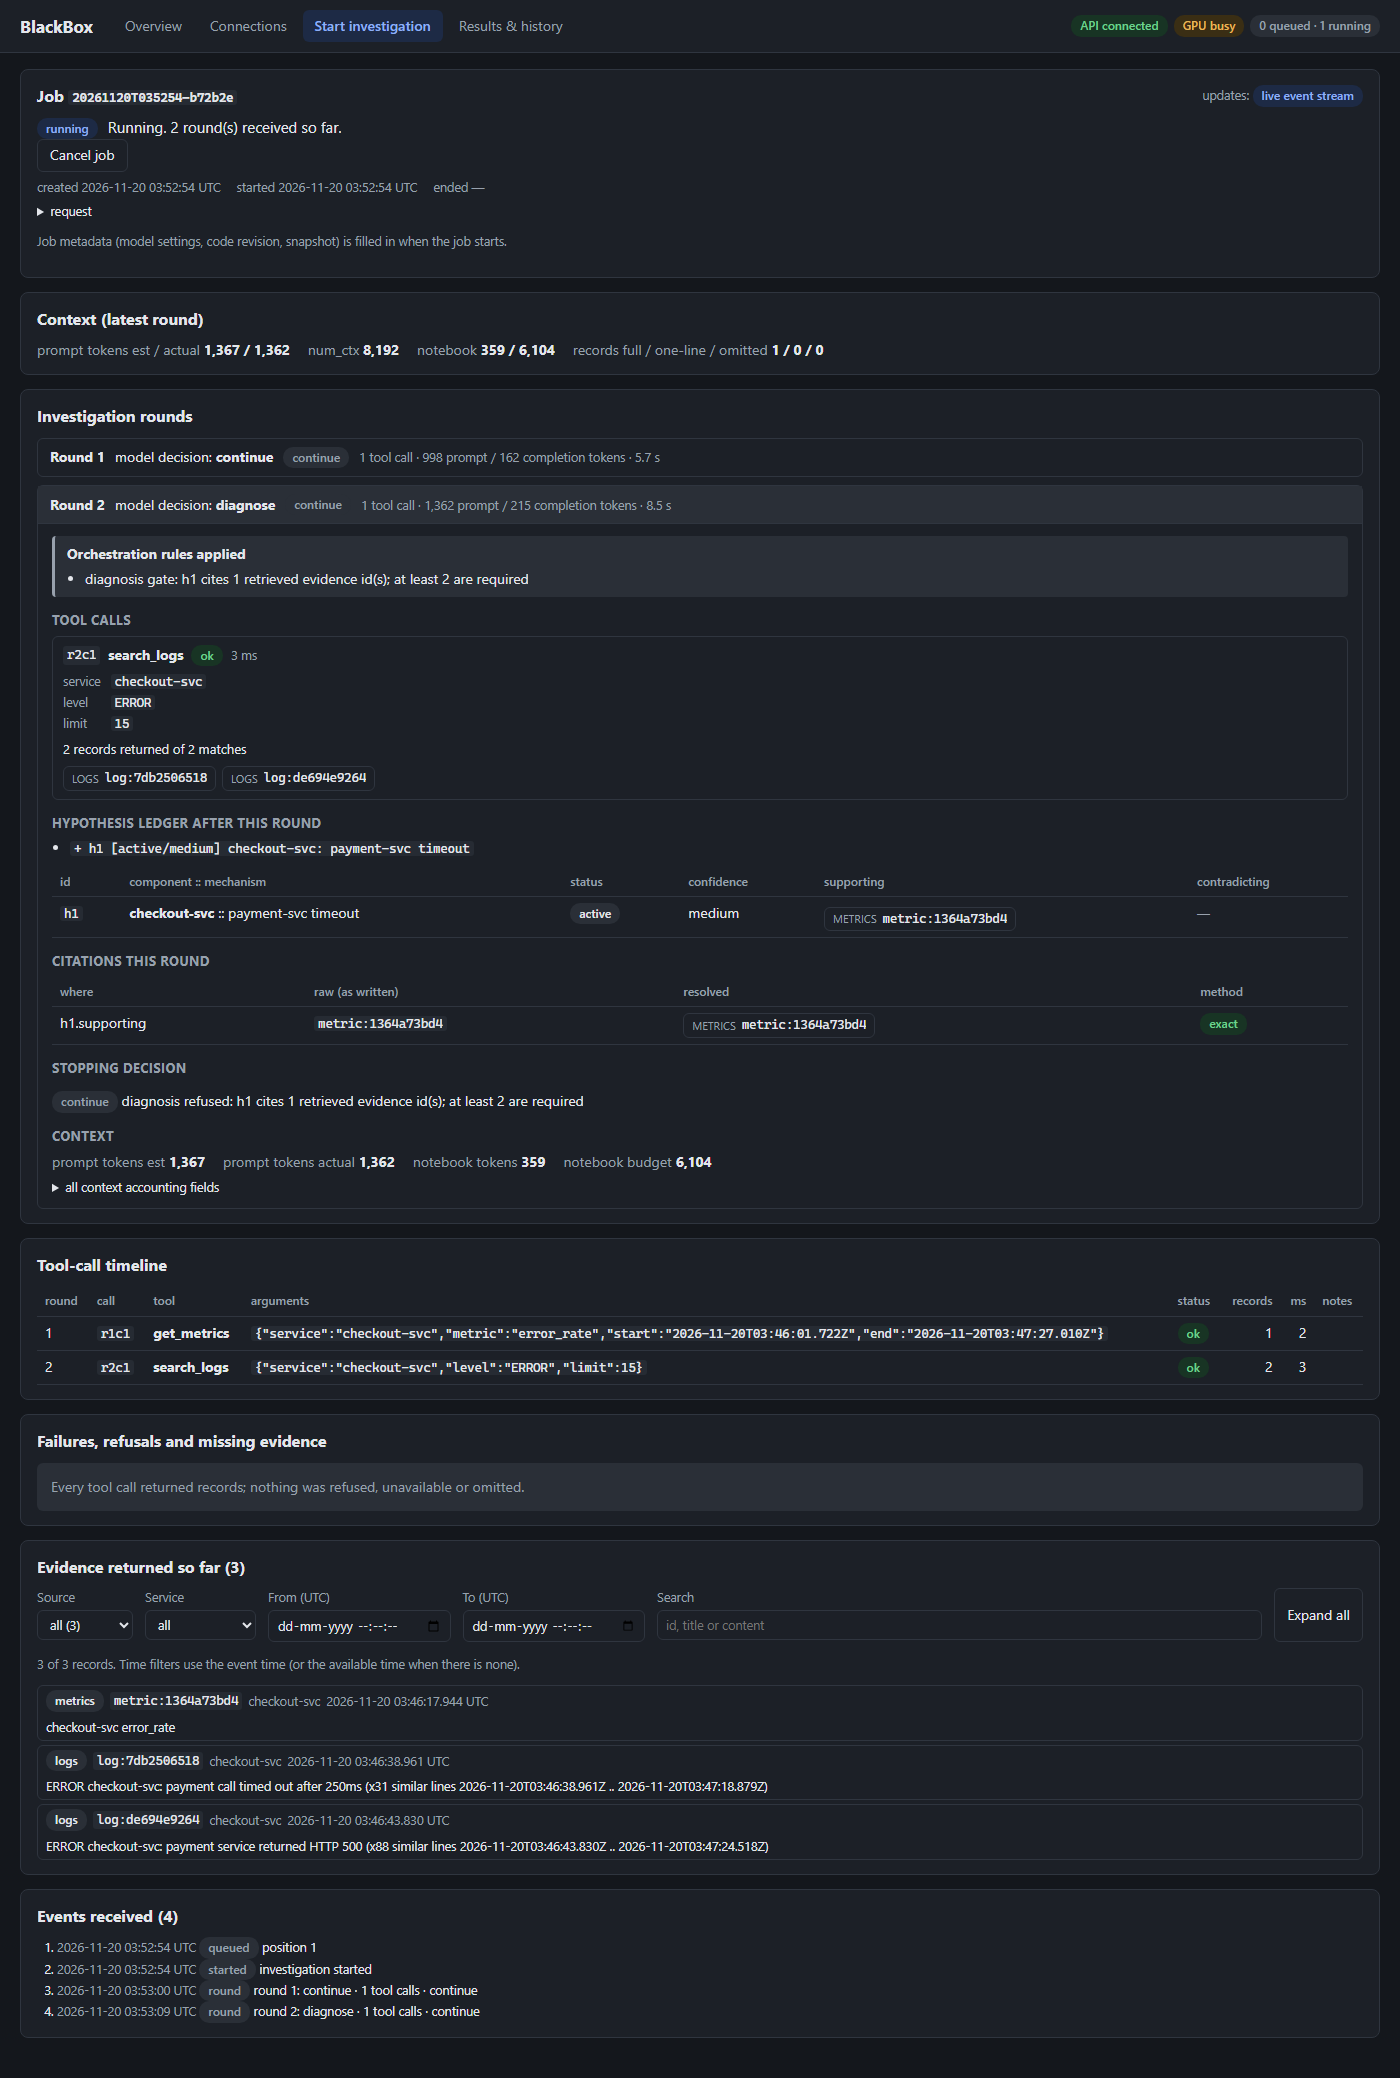 BlackBox Overview Connections Start investigation Results & history API connected GPU busy 0 queued · 1 running
Job 20261120T035254-b72b2e updates: live event stream
running Running. 2 round(s) received so far.
Cancel job
created 2026-11-20 03:52:54 UTC started 2026-11-20 03:52:54 UTC ended —
request
Job metadata (model settings, code revision, snapshot) is filled in when the job starts.
Context (latest round)
prompt tokens est / actual 1,367 / 1,362 num_ctx 8,192 notebook 359 / 6,104 records full / one-line / omitted 1 / 0 / 0
Investigation rounds
Round 1 model decision: continue continue 1 tool call · 998 prompt / 162 completion tokens · 5.7 s
Round 2 model decision: diagnose continue 1 tool call · 1,362 prompt / 215 completion tokens · 8.5 s
Orchestration rules applied
• diagnosis gate: h1 cites 1 retrieved evidence id(s); at least 2 are required
TOOL CALLS
r2c1 search_logs ok 3 ms
service checkout-svc
level ERROR
limit 15
2 records returned of 2 matches
LOGS log:7db2506518 LOGS log:de694e9264
HYPOTHESIS LEDGER AFTER THIS ROUND
• + h1 [active/medium] checkout-svc: payment-svc timeout
id component :: mechanism status confidence supporting contradicting
h1 checkout-svc :: payment-svc timeout active medium METRICS metric:1364a73bd4 —
CITATIONS THIS ROUND
where raw (as written) resolved method
h1.supporting metric:1364a73bd4 METRICS metric:1364a73bd4 exact
STOPPING DECISION
continue diagnosis refused: h1 cites 1 retrieved evidence id(s); at least 2 are required
CONTEXT
prompt tokens est 1,367 prompt tokens actual 1,362 notebook tokens 359 notebook budget 6,104
all context accounting fields
Tool-call timeline
round call tool arguments status records ms notes
1 r1c1 get_metrics {"service":"checkout-svc","metric":"error_rate","start":"2026-11-20T03:46:01.722Z","end":"2026-11-20T03:47:27.010Z"} ok 1 2
2 r2c1 search_logs {"service":"checkout-svc","level":"ERROR","limit":15} ok 2 3
Failures, refusals and missing evidence
Every tool call returned records; nothing was refused, unavailable or omitted.
Evidence returned so far (3)
Source Service From (UTC) To (UTC) Search
all (3) all dd-mm-yyyy --:--:-- dd-mm-yyyy --:--:-- id, title or content Expand all
3 of 3 records. Time filters use the event time (or the available time when there is none).
metrics metric:1364a73bd4 checkout-svc 2026-11-20 03:46:17.944 UTC
checkout-svc error_rate
logs log:7db2506518 checkout-svc 2026-11-20 03:46:38.961 UTC
ERROR checkout-svc: payment call timed out after 250ms (x31 similar lines 2026-11-20T03:46:38.961Z .. 2026-11-20T03:47:18.879Z)
logs log:de694e9264 checkout-svc 2026-11-20 03:46:43.830 UTC
ERROR checkout-svc: payment service returned HTTP 500 (x88 similar lines 2026-11-20T03:46:43.830Z .. 2026-11-20T03:47:24.518Z)
Events received (4)
1. 2026-11-20 03:52:54 UTC queued position 1
2. 2026-11-20 03:52:54 UTC started investigation started
3. 2026-11-20 03:53:00 UTC round round 1: continue · 1 tool calls · continue
4. 2026-11-20 03:53:09 UTC round round 2: diagnose · 1 tool calls · continue